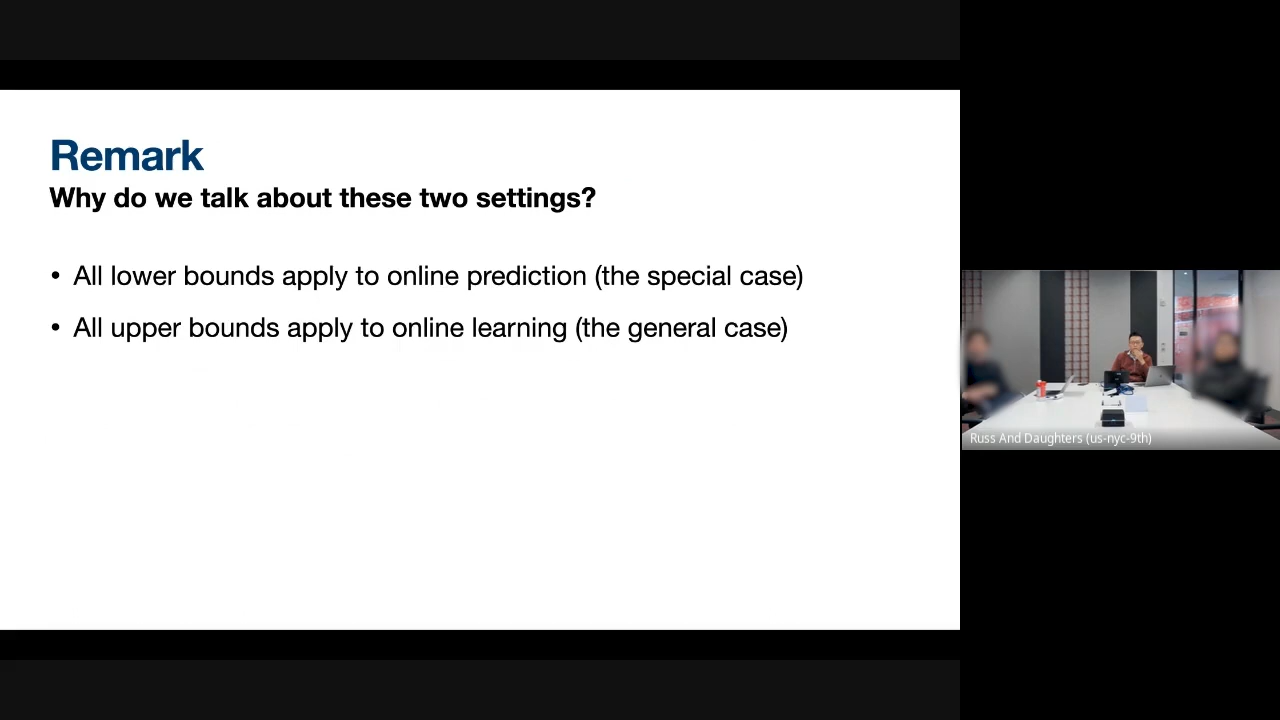 Remark
Why do we talk about these two settings?
• All lower bounds apply to online prediction (the special case)
• All upper bounds apply to online learning (the general case)
Russ And Daughters (us-nyc-9th)